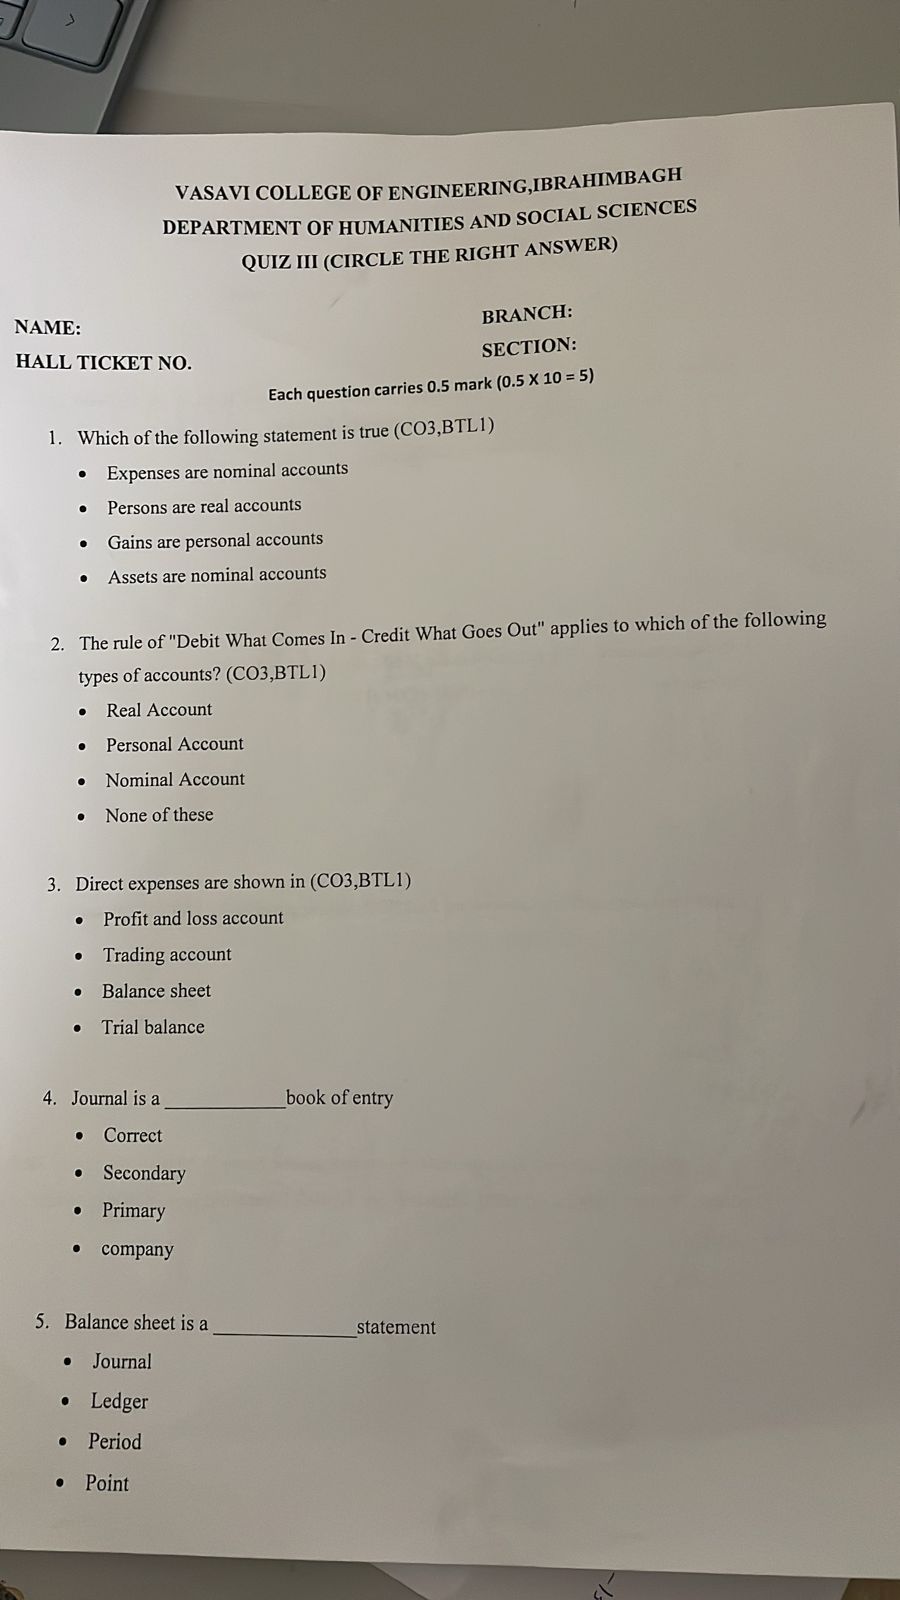 VASAVI COLLEGE OF ENGINEERING,IBRAHIMBAGH
DEPARTMENT OF HUMANITIES AND SOCIAL SCIENCES
QUIZ III (CIRCLE THE RIGHT ANSWER)
NAME:
BRANCH:
HALL TICKET NO.
SECTION:
Each question carries 0.5 mark (0.5 X 10 = 5)
1. Which of the following statement is true (CO3,BTL1)
• Expenses are nominal accounts
• Persons are real accounts
• Gains are personal accounts
• Assets are nominal accounts
2. The rule of "Debit What Comes In - Credit What Goes Out" applies to which of the following
types of accounts? (CO3,BTL1)
• Real Account
• Personal Account
• Nominal Account
• None of these
3. Direct expenses are shown in (CO3,BTL1)
• Profit and loss account
• Trading account
• Balance sheet
• Trial balance
4. Journal is a ____________book of entry
• Correct
• Secondary
• Primary
• company
5. Balance sheet is a ______________statement
• Journal
• Ledger
• Period
• Point